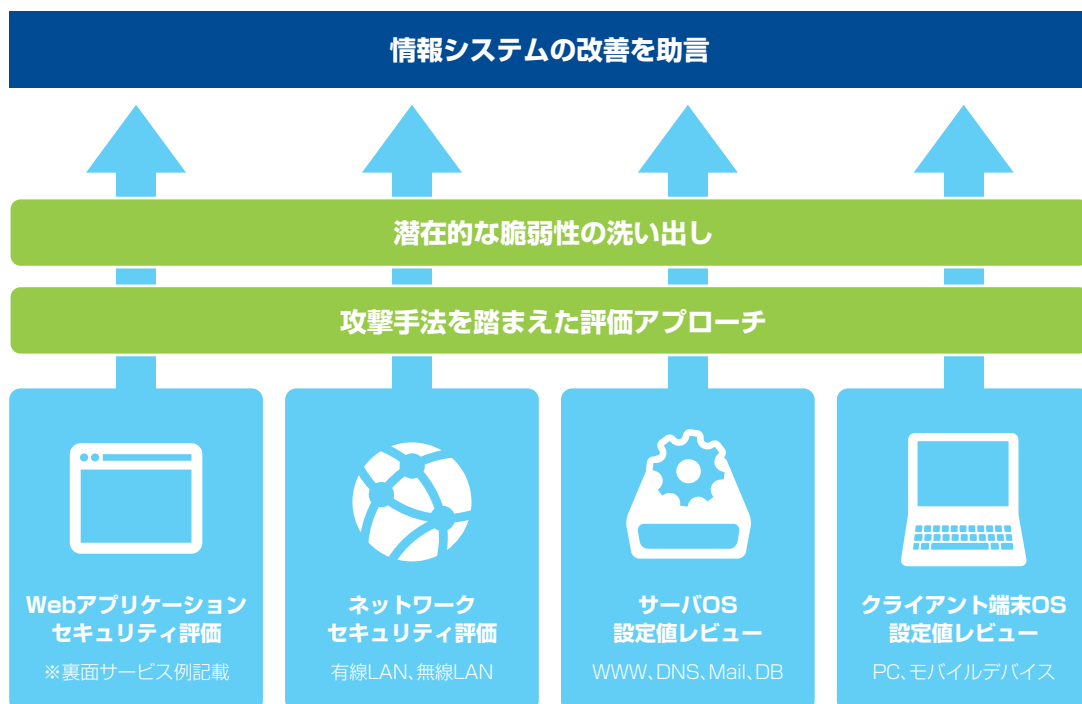 情報システムの改善を助言
潜在的な脆弱性の洗い出し
攻撃手法を踏まえた評価アプローチ
Webアプリケーション
セキュリティ評価
※裏面サービス例記載
ネットワーク
セキュリティ評価
有線LAN、無線LAN
サーバOS
設定値レビュー
WWW、DNS、Mail、DB
クライアント端末OS
設定値レビュー
PC、モバイルデバイス